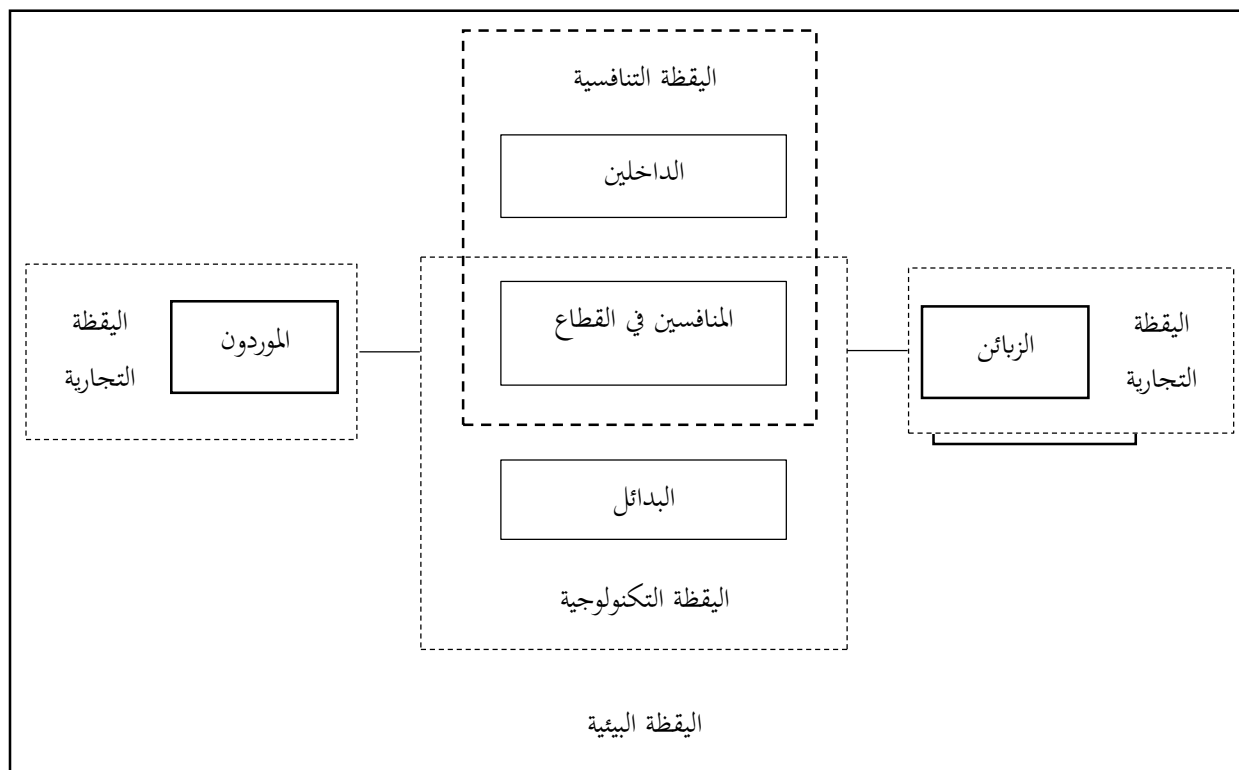 اليقظة التنافسية
الداخلين
المنافسين في القطاع
اليقظة
التجارية
الزبائن
الموردون
اليقظة
التجارية
البدائل
اليقظة التكنولوجية
اليقظة البيئية